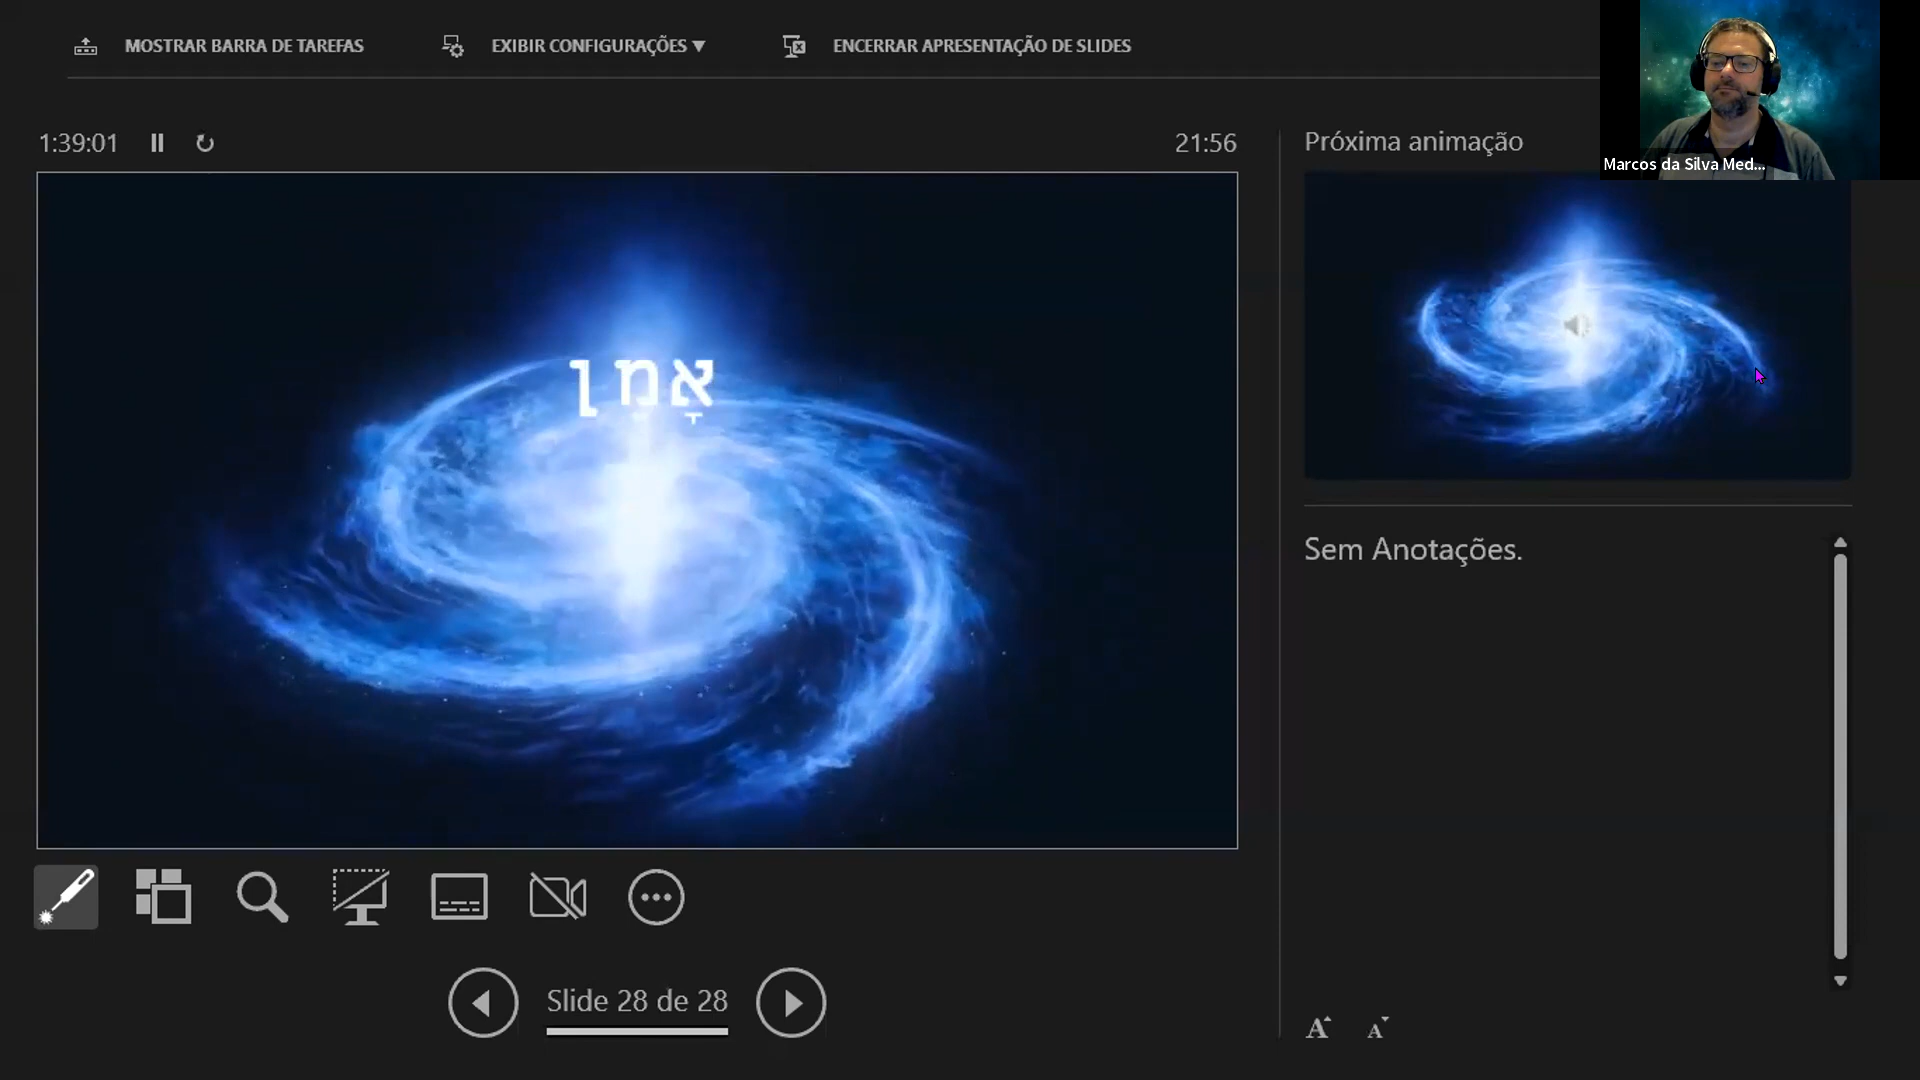 MOSTRAR BARRA DE TAREFAS
EXIBIR CONFIGURAÇÕES
ENCERRAR APRESENTAÇÃO DE SLIDES
Marcos da Silva Med...
1:39:01
21:56
Próxima animação
אָמֵן
Sem Anotações.
Slide 28 de 28
A
A